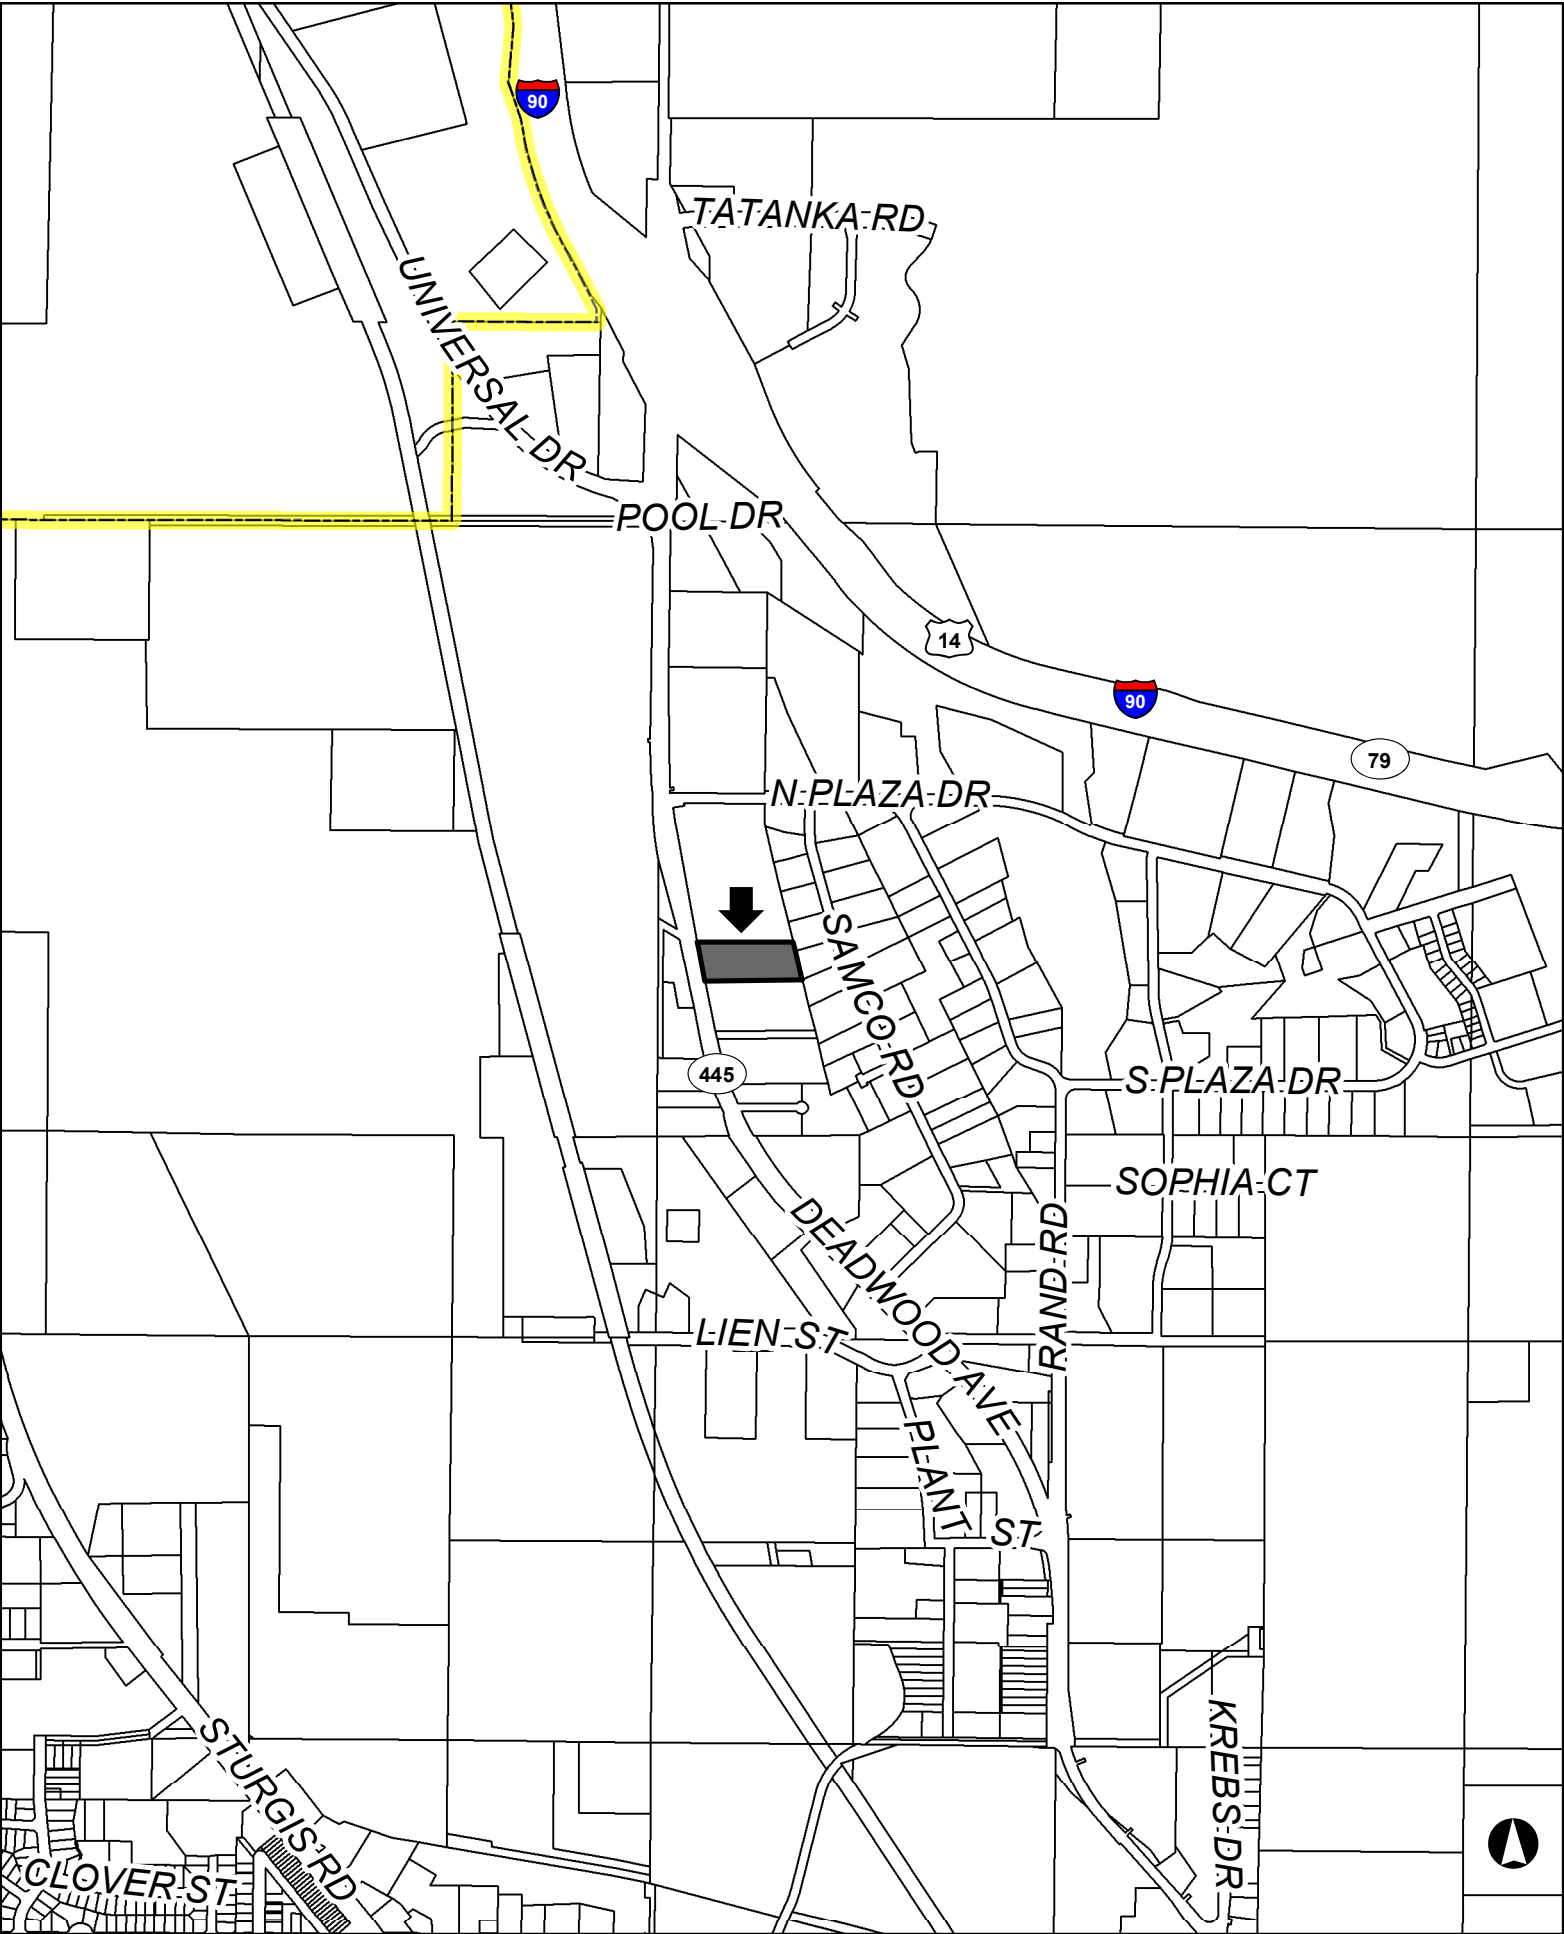 90
TATANKA RD
UNIVERSAL DR
POOL DR
14
90
79
N PLAZA DR
SAMCO RD
445
S PLAZA DR
SOPHIA CT
DEADWOOD AVE
RAND RD
LIEN ST
PLANT ST
KREBS DR
STURGIS RD
CLOVER ST